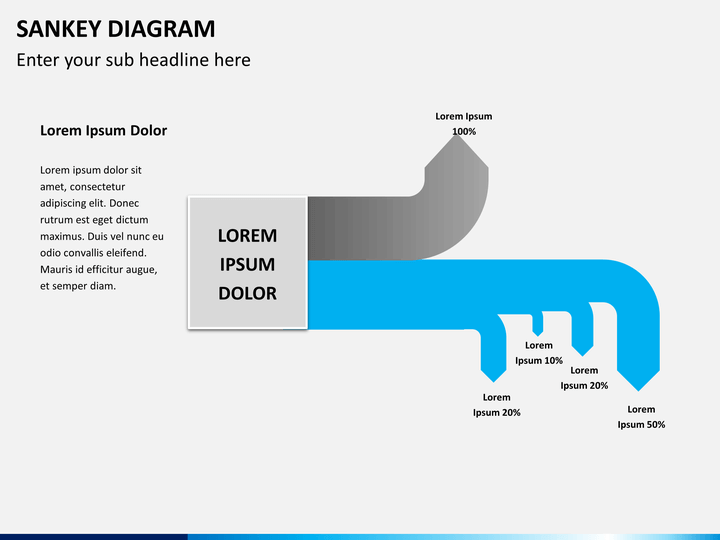 SANKEY DIAGRAM
Enter your sub headline here
Lorem Ipsum Dolor
Lorem ipsum dolor sit
amet, consectetur
adipiscing elit. Donec
rutrum est eget dictum
maximus. Duis vel nunc eu
odio convallis eleifend.
Mauris id efficitur augue,
et semper diam.
LOREM
IPSUM
DOLOR
Lorem Ipsum
100%
Lorem
Ipsum 20%
Lorem
Ipsum 10%
Lorem
Ipsum 20%
Lorem
Ipsum 50%